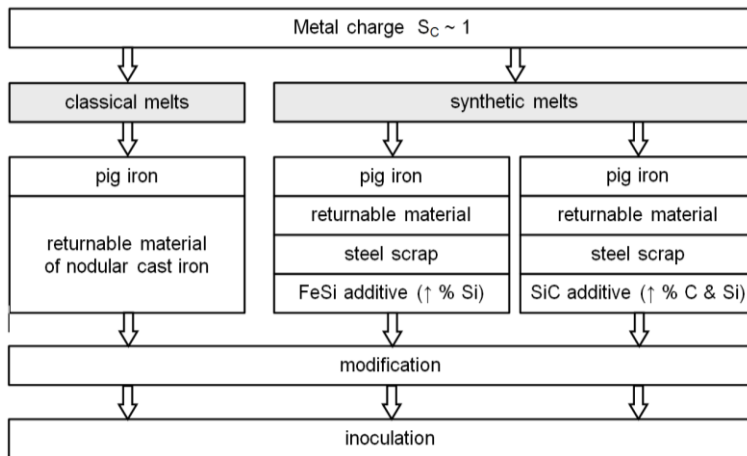 Metal charge S_C ~ 1
classical melts
synthetic melts
pig iron
returnable material
of nodular cast iron
pig iron
returnable material
steel scrap
FeSi additive (↑ % Si)
pig iron
returnable material
steel scrap
SiC additive (↑ % C & Si)
modification
inoculation